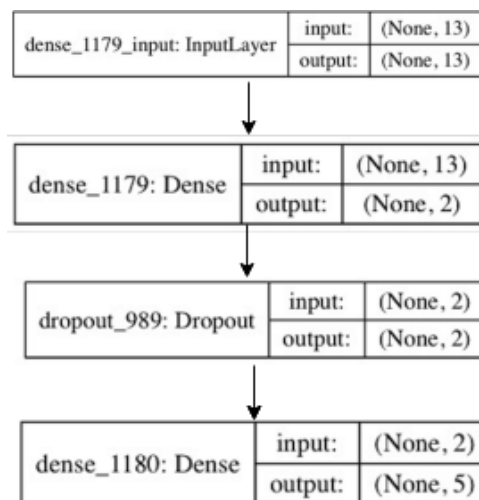 dense_1179_input: InputLayer input: (None, 13)
output: (None, 13)
dense_1179: Dense input: (None, 13)
output: (None, 2)
dropout_989: Dropout input: (None, 2)
output: (None, 2)
dense_1180: Dense input: (None, 2)
output: (None, 5)